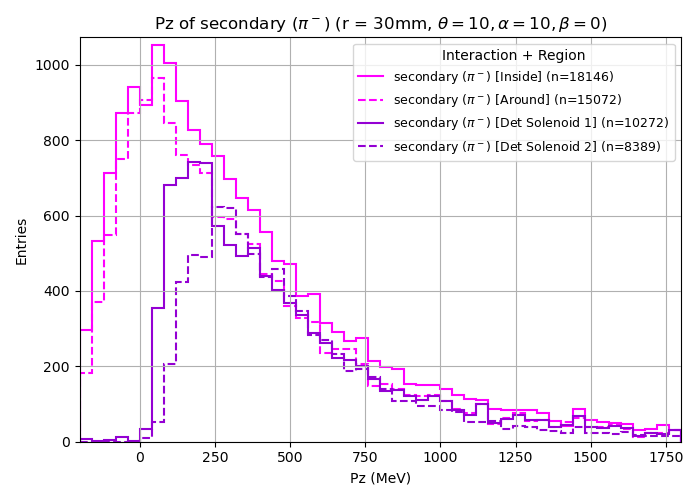 Pz of secondary (π⁻) (r = 30mm, θ = 10, α = 10, β = 0)
Interaction + Region
secondary (π⁻) [Inside] (n=18146)
secondary (π⁻) [Around] (n=15072)
secondary (π⁻) [Det Solenoid 1] (n=10272)
secondary (π⁻) [Det Solenoid 2] (n=8389)
Entries
1000
800
600
400
200
0
0 250 500 750 1000 1250 1500 1750
Pz (MeV)